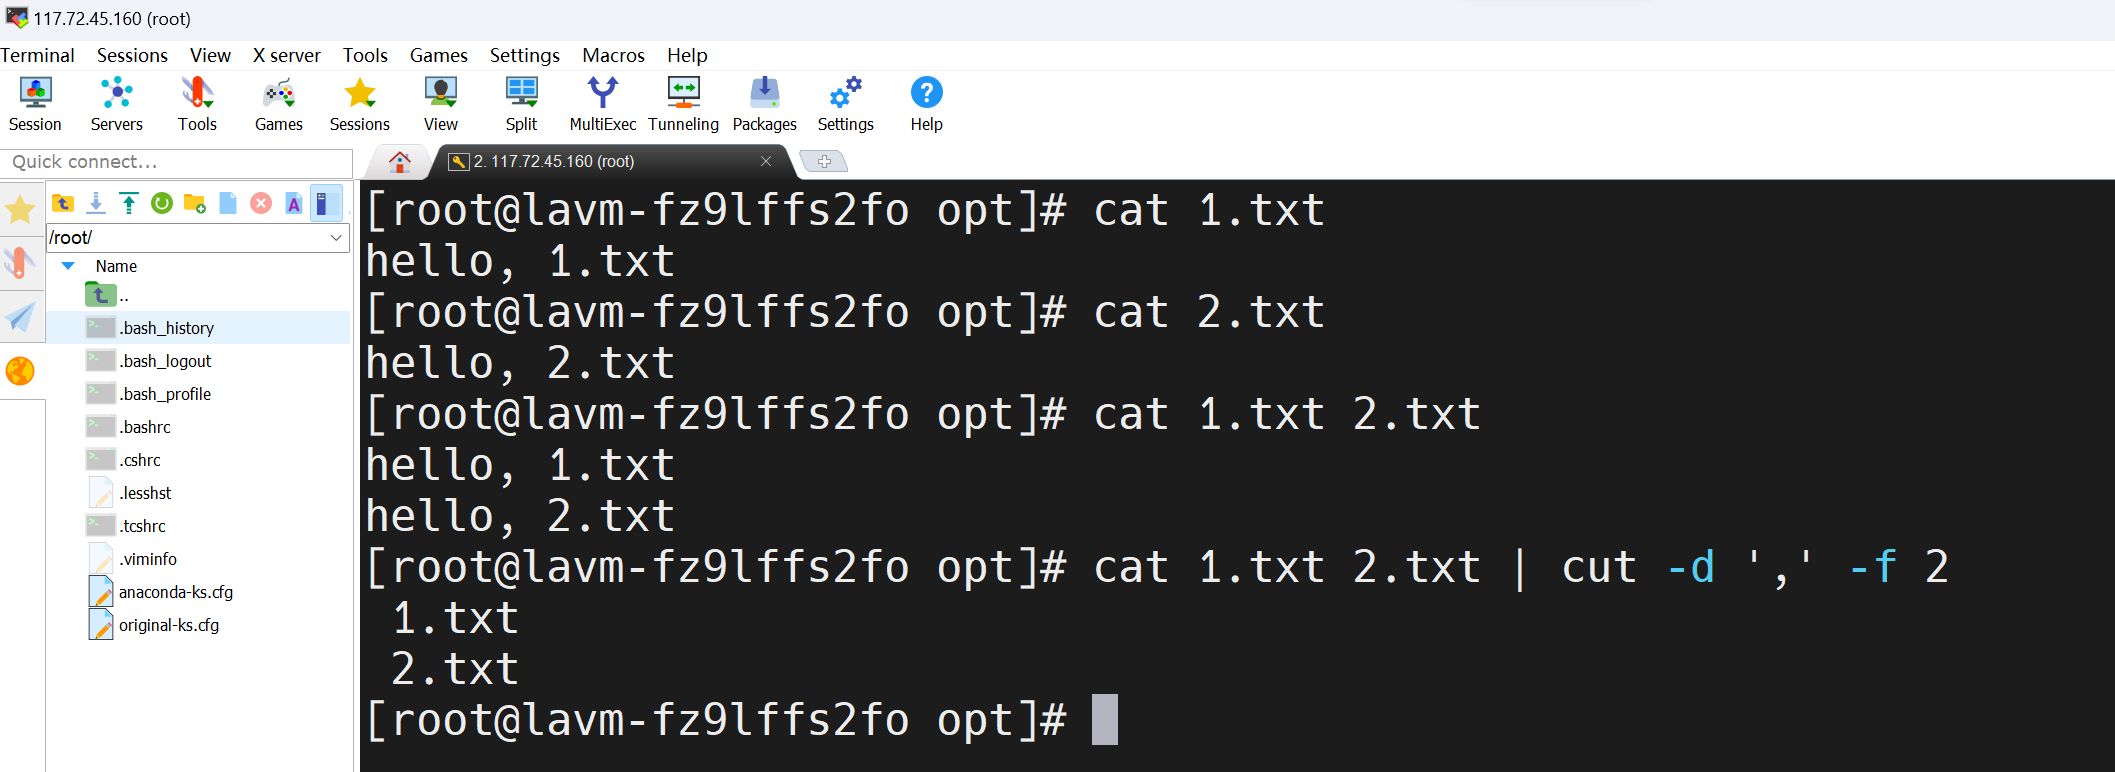 117.72.45.160 (root)
Terminal Sessions View X server Tools Games Settings Macros Help
Session Servers Tools Games Sessions View Split MultiExec Tunneling Packages Settings Help
Quick connect...
2. 117.72.45.160 (root)
/root/
Name
..
.bash_history
.bash_logout
.bash_profile
.bashrc
.cshrc
.lesshst
.tcshrc
.viminfo
anaconda-ks.cfg
original-ks.cfg
[root@lavm-fz9lffs2fo opt]# cat 1.txt
hello, 1.txt
[root@lavm-fz9lffs2fo opt]# cat 2.txt
hello, 2.txt
[root@lavm-fz9lffs2fo opt]# cat 1.txt 2.txt
hello, 1.txt
hello, 2.txt
[root@lavm-fz9lffs2fo opt]# cat 1.txt 2.txt | cut -d ',' -f 2
 1.txt
 2.txt
[root@lavm-fz9lffs2fo opt]#